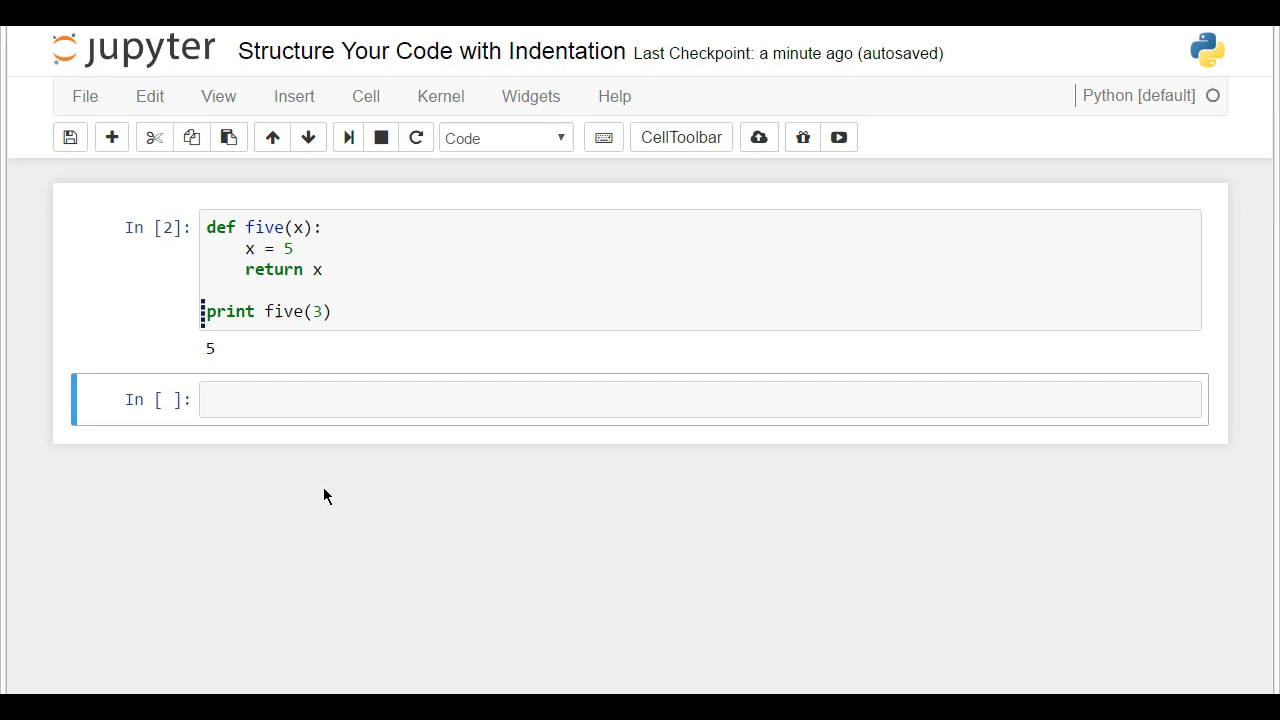 jupyter Structure Your Code with Indentation Last Checkpoint: a minute ago (autosaved)
File Edit View Insert Cell Kernel Widgets Help Python [default]
Code CellToolbar
In [2]: def five(x):
    x = 5
    return x
print five(3)
5
In [ ]: